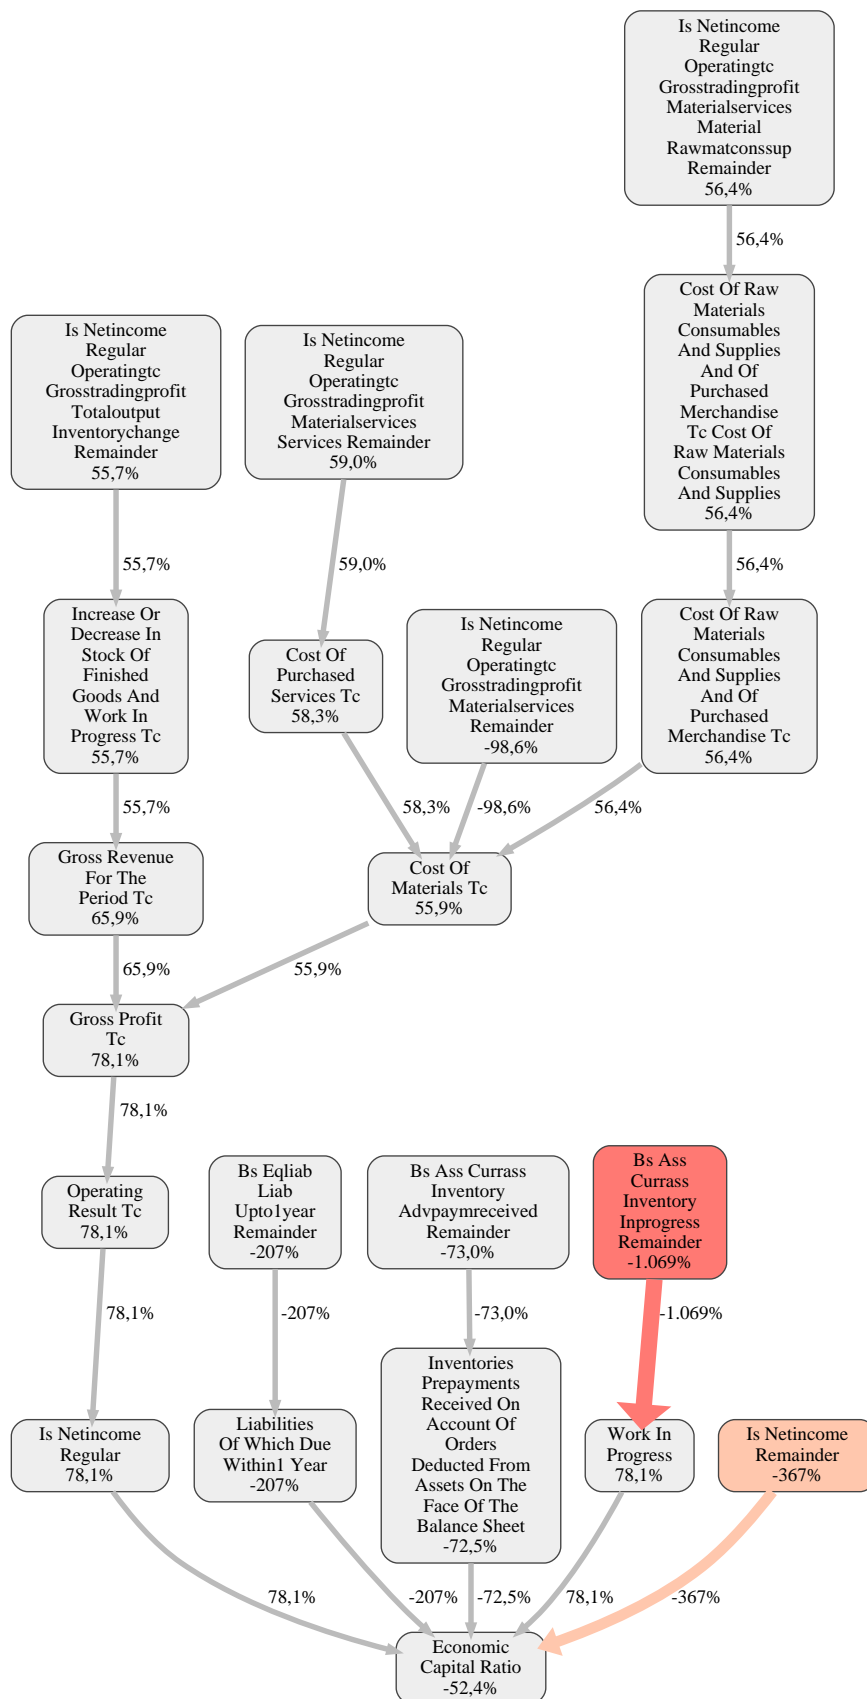 Is Netincome
Regular
Operatingtc
Grosstradingprofit
Materialservices
Material
Rawmatconssup
Remainder
56,4%
56,4%
Cost Of Raw
Materials
Consumables
And Supplies
And Of
Purchased
Merchandise
Tc Cost Of
Raw Materials
Consumables
And Supplies
56,4%
Is Netincome
Regular
Operatingtc
Grosstradingprofit
Totaloutput
Inventorychange
Remainder
55,7%
Is Netincome
Regular
Operatingtc
Grosstradingprofit
Materialservices
Services Remainder
59,0%
55,7%
59,0%
56,4%
Increase Or
Decrease In
Stock Of
Finished
Goods And
Work In
Progress Tc
55,7%
Cost Of
Purchased
Services Tc
58,3%
Is Netincome
Regular
Operatingtc
Grosstradingprofit
Materialservices
Remainder
-98,6%
Cost Of Raw
Materials
Consumables
And Supplies
And Of
Purchased
Merchandise Tc
56,4%
55,7%
58,3%
-98,6%
56,4%
Gross Revenue
For The
Period Tc
65,9%
Cost Of
Materials Tc
55,9%
65,9%
55,9%
Gross Profit
Tc
78,1%
78,1%
Operating
Result Tc
78,1%
Bs Eqliab
Liab
Upto1year
Remainder
-207%
Bs Ass Currass
Inventory
Advpaymreceived
Remainder
-73,0%
Bs Ass
Currass
Inventory
Inprogress
Remainder
-1.069%
78,1%
-207%
-73,0%
-1.069%
Is Netincome
Regular
78,1%
Liabilities
Of Which Due
Within1 Year
-207%
Inventories
Prepayments
Received On
Account Of
Orders
Deducted From
Assets On The
Face Of The
Balance Sheet
-72,5%
Work In
Progress
78,1%
Is Netincome
Remainder
-367%
78,1%
-207%
-72,5%
78,1%
-367%
Economic
Capital Ratio
-52,4%